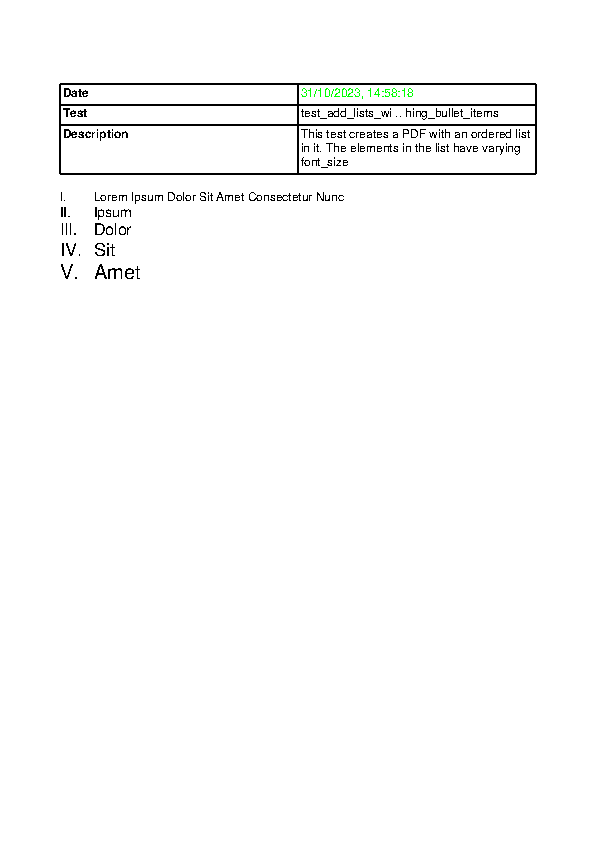 Date 31/10/2023, 14:58:18
Test test_add_lists_wi .. hing_bullet_items
Description This test creates a PDF with an ordered list
in it. The elements in the list have varying
font_size
I. Lorem Ipsum Dolor Sit Amet Consectetur Nunc
II. Ipsum
III. Dolor
IV. Sit
V. Amet